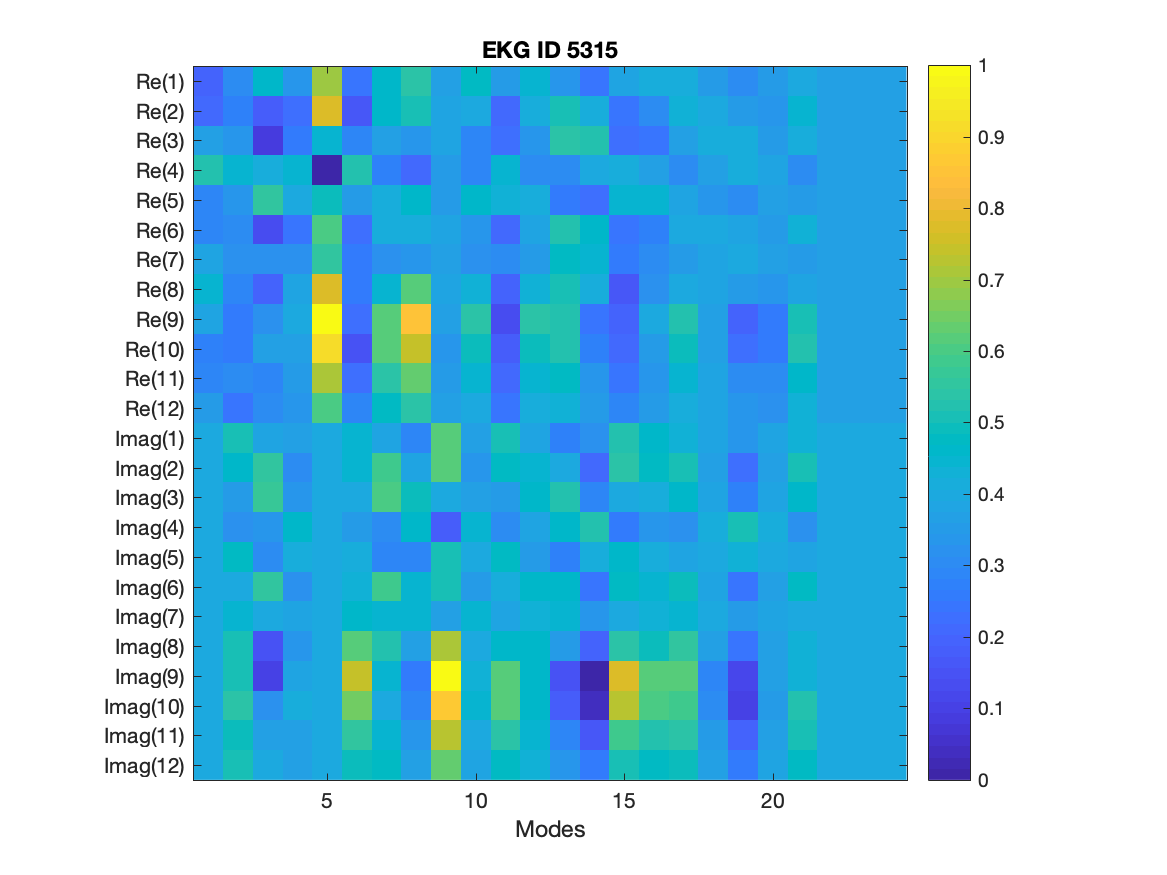 EKG ID 5315
Re(1)
Re(2)
Re(3)
Re(4)
Re(5)
Re(6)
Re(7)
Re(8)
Re(9)
Re(10)
Re(11)
Re(12)
Imag(1)
Imag(2)
Imag(3)
Imag(4)
Imag(5)
Imag(6)
Imag(7)
Imag(8)
Imag(9)
Imag(10)
Imag(11)
Imag(12)
5 10 15 20
Modes
1
0.9
0.8
0.7
0.6
0.5
0.4
0.3
0.2
0.1
0